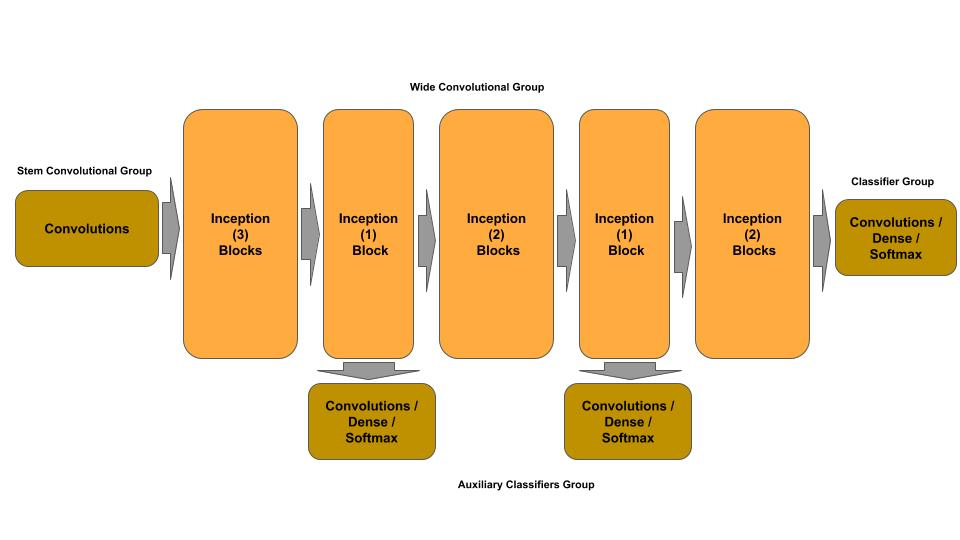 Wide Convolutional Group
Stem Convolutional Group
Convolutions
Inception
(3)
Blocks
Inception
(1)
Block
Inception
(2)
Blocks
Inception
(1)
Block
Inception
(2)
Blocks
Classifier Group
Convolutions /
Dense /
Softmax
Convolutions /
Dense /
Softmax
Convolutions /
Dense /
Softmax
Auxiliary Classifiers Group